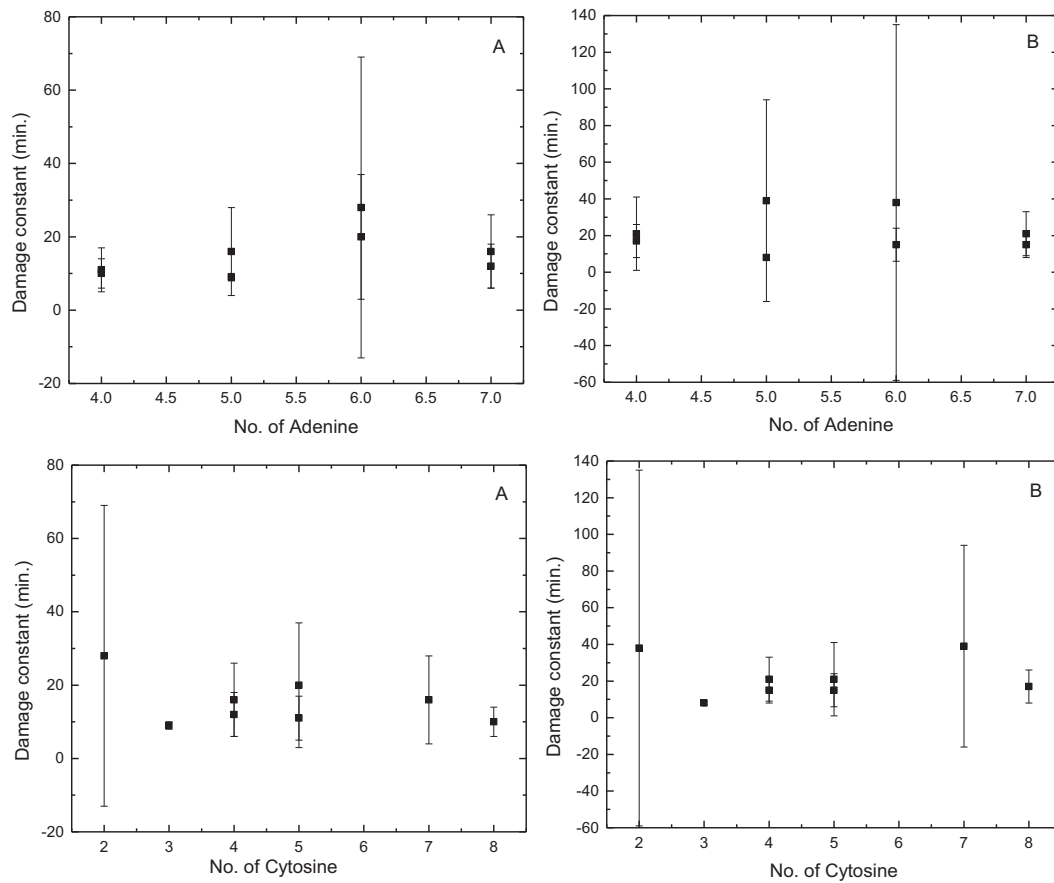 A
80
60
40
20
0
-20
Damage constant (min.)
4.0 4.5 5.0 5.5 6.0 6.5 7.0
No. of Adenine
B
140
120
100
80
60
40
20
0
-20
-40
-60
Damage constant (min.)
4.0 4.5 5.0 5.5 6.0 6.5 7.0
No. of Adenine
A
80
60
40
20
0
-20
Damage constant (min.)
2 3 4 5 6 7 8
No. of Cytosine
B
140
120
100
80
60
40
20
0
-20
-40
-60
Damage constant (min.)
2 3 4 5 6 7 8
No. of Cytosine